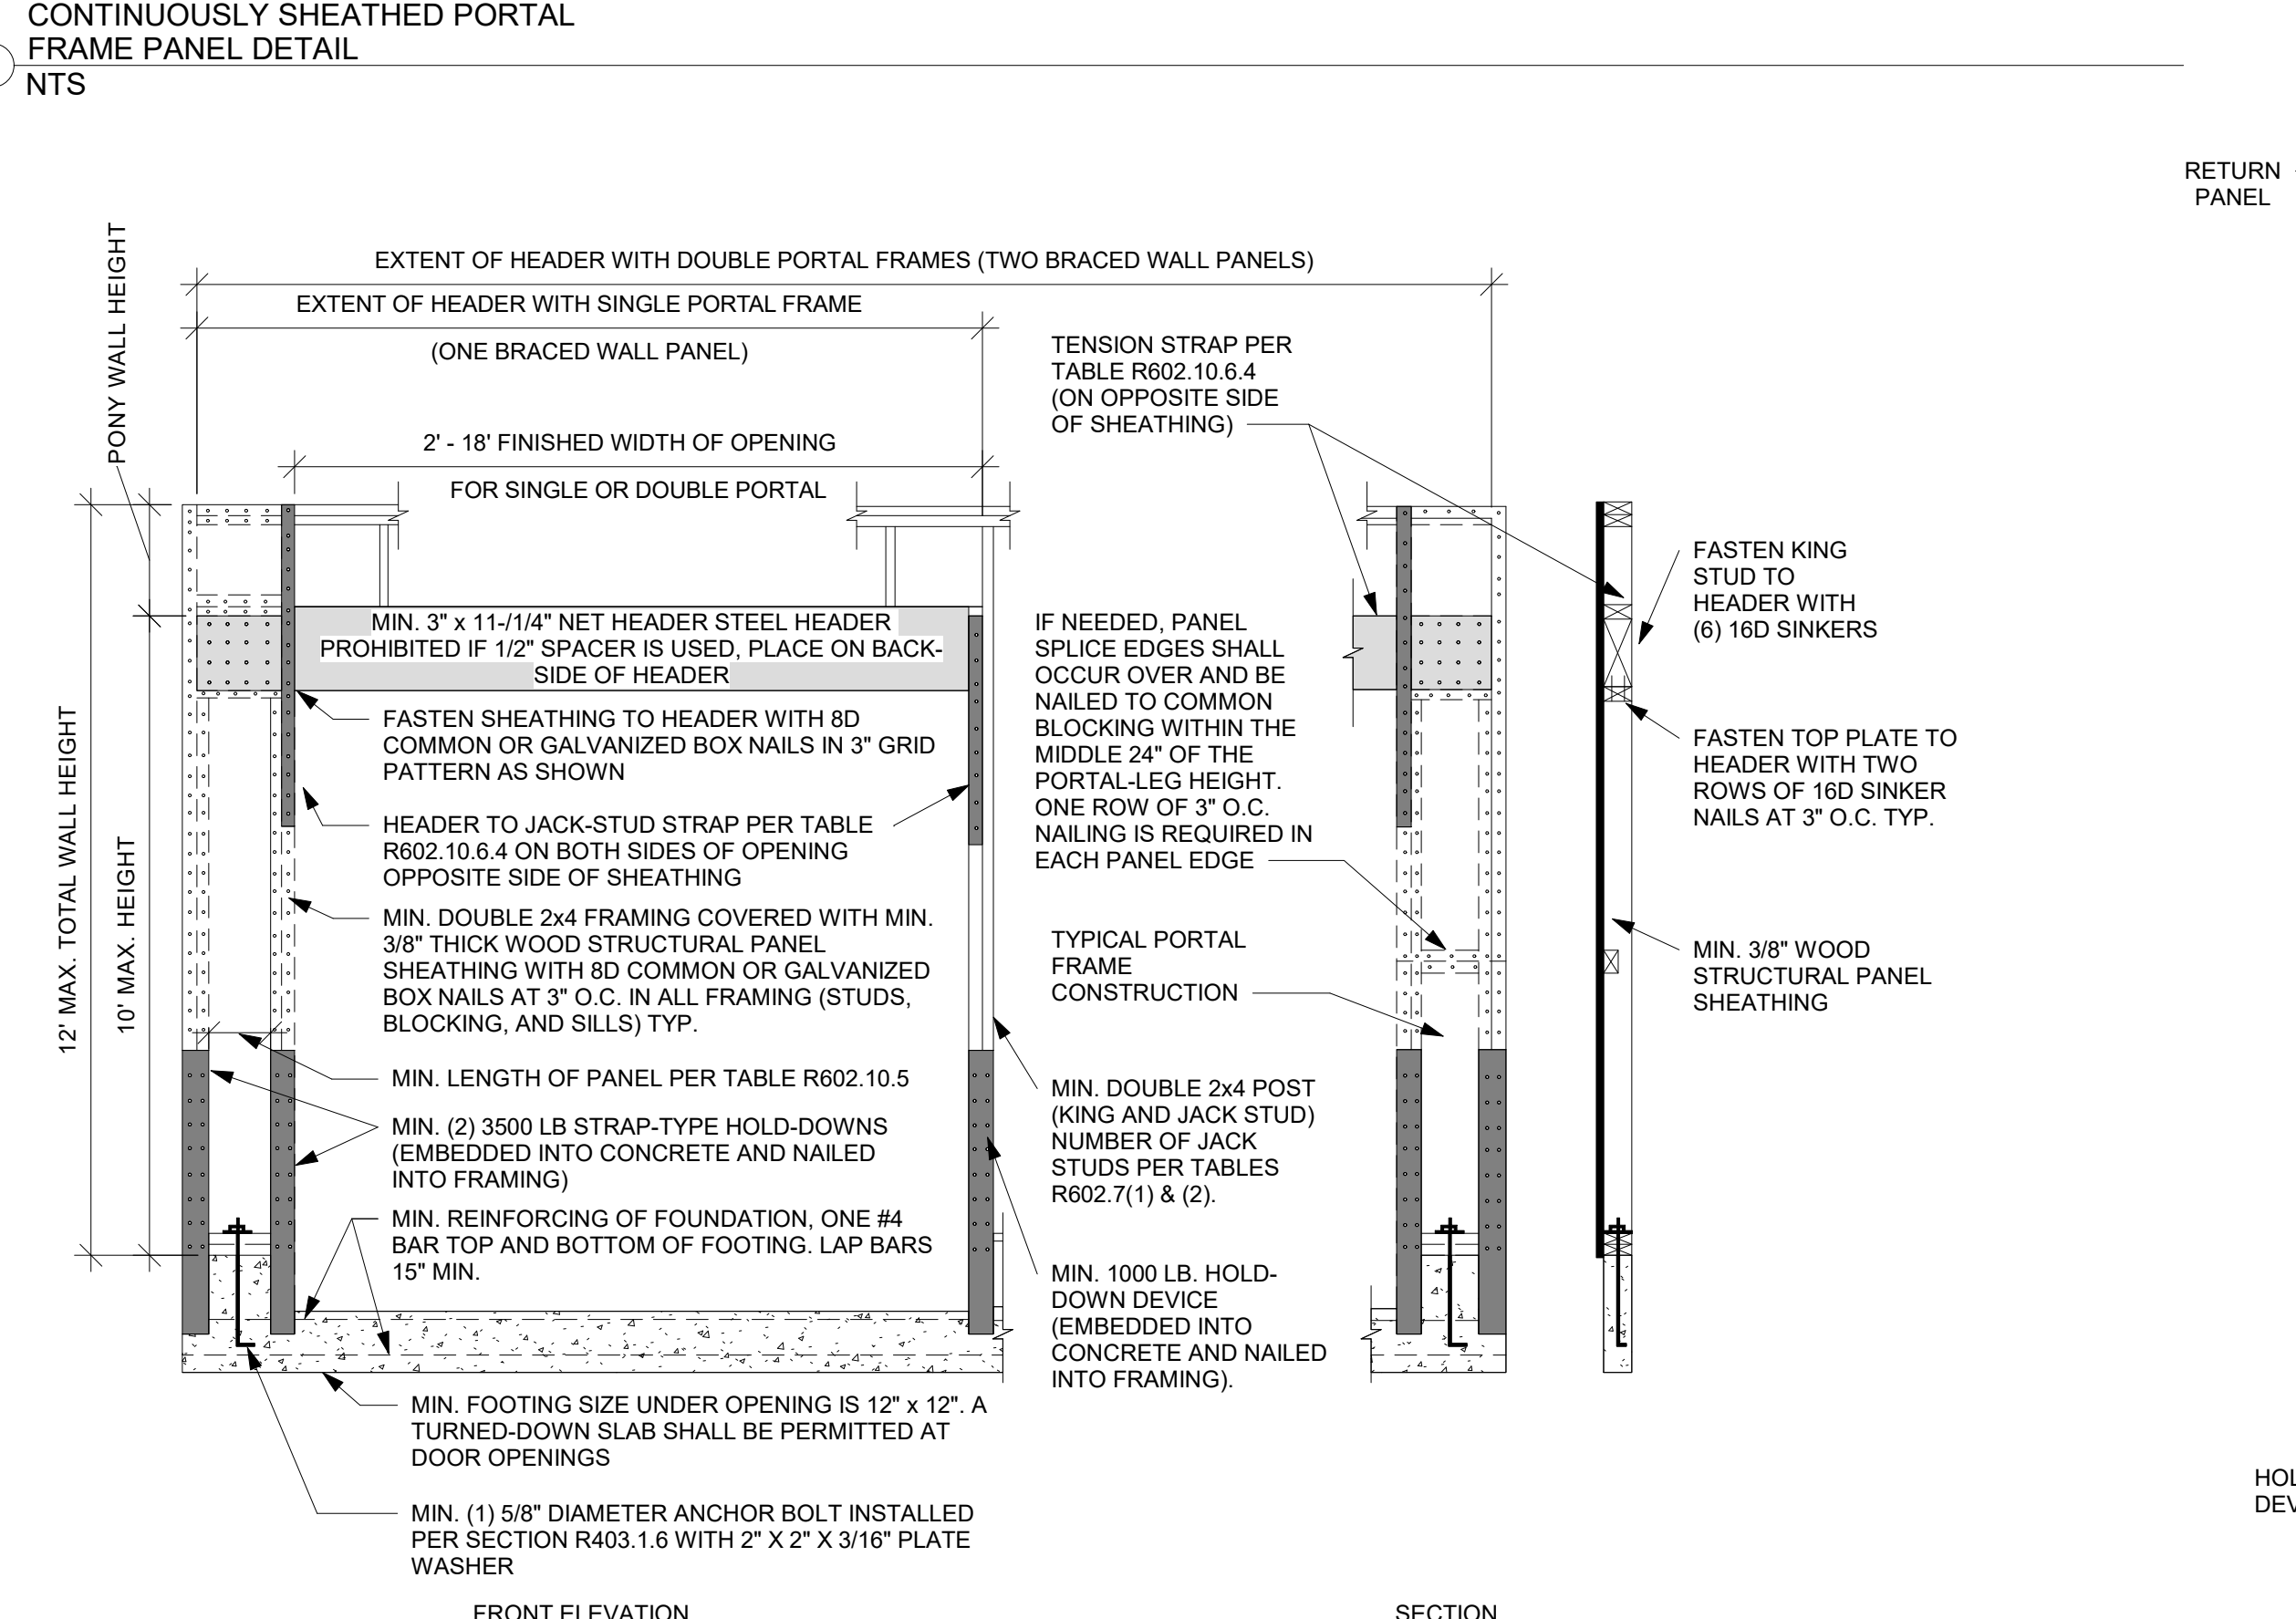 CONTINUOUSLY SHEATHED PORTAL
FRAME PANEL DETAIL
NTS
RETURN
PANEL
PONY WALL HEIGHT
EXTENT OF HEADER WITH DOUBLE PORTAL FRAMES (TWO BRACED WALL PANELS)
EXTENT OF HEADER WITH SINGLE PORTAL FRAME
(ONE BRACED WALL PANEL)
2' - 18' FINISHED WIDTH OF OPENING
FOR SINGLE OR DOUBLE PORTAL
12' MAX. TOTAL WALL HEIGHT
10' MAX. HEIGHT
MIN. 3" x 11-/1/4" NET HEADER STEEL HEADER
PROHIBITED IF 1/2" SPACER IS USED, PLACE ON BACK-
SIDE OF HEADER
FASTEN SHEATHING TO HEADER WITH 8D
COMMON OR GALVANIZED BOX NAILS IN 3" GRID
PATTERN AS SHOWN
HEADER TO JACK-STUD STRAP PER TABLE
R602.10.6.4 ON BOTH SIDES OF OPENING
OPPOSITE SIDE OF SHEATHING
MIN. DOUBLE 2x4 FRAMING COVERED WITH MIN.
3/8" THICK WOOD STRUCTURAL PANEL
SHEATHING WITH 8D COMMON OR GALVANIZED
BOX NAILS AT 3" O.C. IN ALL FRAMING (STUDS,
BLOCKING, AND SILLS) TYP.
MIN. LENGTH OF PANEL PER TABLE R602.10.5
MIN. (2) 3500 LB STRAP-TYPE HOLD-DOWNS
(EMBEDDED INTO CONCRETE AND NAILED
INTO FRAMING)
MIN. REINFORCING OF FOUNDATION, ONE #4
BAR TOP AND BOTTOM OF FOOTING. LAP BARS
15" MIN.
MIN. FOOTING SIZE UNDER OPENING IS 12" x 12". A
TURNED-DOWN SLAB SHALL BE PERMITTED AT
DOOR OPENINGS
MIN. (1) 5/8" DIAMETER ANCHOR BOLT INSTALLED
PER SECTION R403.1.6 WITH 2" X 2" X 3/16" PLATE
WASHER
FRONT ELEVATION
TENSION STRAP PER
TABLE R602.10.6.4
(ON OPPOSITE SIDE
OF SHEATHING)
IF NEEDED, PANEL
SPLICE EDGES SHALL
OCCUR OVER AND BE
NAILED TO COMMON
BLOCKING WITHIN THE
MIDDLE 24" OF THE
PORTAL-LEG HEIGHT.
ONE ROW OF 3" O.C.
NAILING IS REQUIRED IN
EACH PANEL EDGE
TYPICAL PORTAL
FRAME
CONSTRUCTION
MIN. DOUBLE 2x4 POST
(KING AND JACK STUD)
NUMBER OF JACK
STUDS PER TABLES
R602.7(1) & (2).
MIN. 1000 LB. HOLD-
DOWN DEVICE
(EMBEDDED INTO
CONCRETE AND NAILED
INTO FRAMING).
FASTEN KING
STUD TO
HEADER WITH
(6) 16D SINKERS
FASTEN TOP PLATE TO
HEADER WITH TWO
ROWS OF 16D SINKER
NAILS AT 3" O.C. TYP.
MIN. 3/8" WOOD
STRUCTURAL PANEL
SHEATHING
SECTION